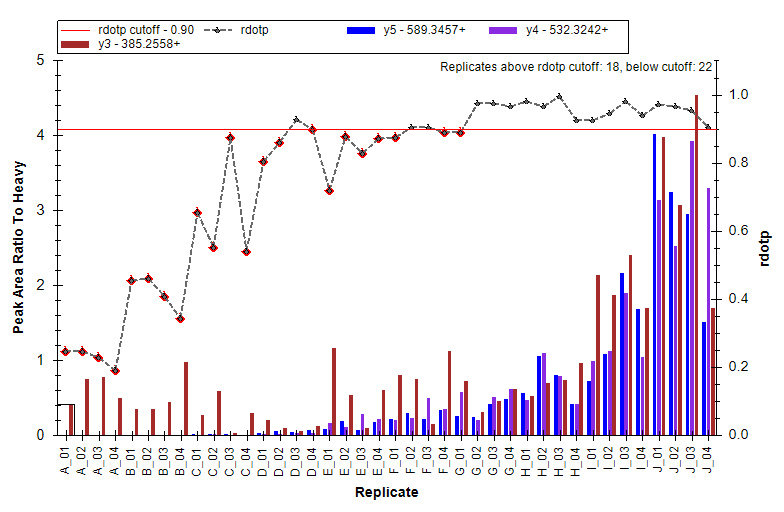 rdotp cutoff - 0.90 rdotp y5 - 589.3457+ y4 - 532.3242+
y3 - 385.2558+
Replicates above rdotp cutoff: 18, below cutoff: 22
Peak Area Ratio To Heavy
5
4
3
2
1
0
1.0
0.8
0.6
0.4
0.2
0.0
rdotp
A_01 A_02 A_03 A_04 B_01 B_02 B_03 B_04 C_01 C_02 C_03 C_04 D_01 D_02 D_03 D_04 E_01 E_02 E_03 E_04 F_01 F_02 F_03 F_04 G_01 G_02 G_03 G_04 H_01 H_02 H_03 H_04 I_01 I_02 I_03 I_04 J_01 J_02 J_03 J_04
Replicate